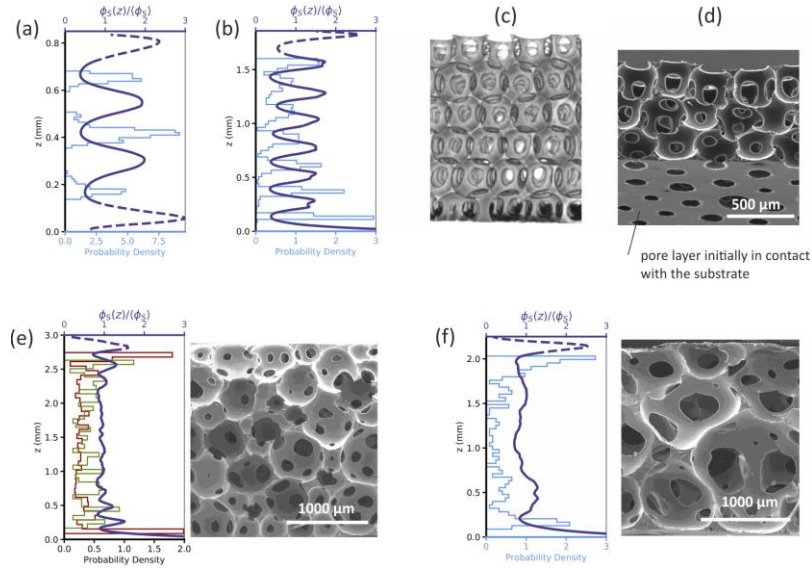 (a)
ϕS(z)/⟨ϕS⟩
0 1 2 3
z (mm)
0.8
0.6
0.4
0.2
0.0
0.0 2.5 5.0 7.5
Probability Density
(b)
ϕS(z)/⟨ϕS⟩
0 1 2 3
z (mm)
1.5
1.0
0.5
0.0
0 1 2 3
Probability Density
(c)
(d)
500 µm
pore layer initially in contact
with the substrate
(e)
ϕS(z)/⟨ϕS⟩
0 1 2 3
z (mm)
3.0
2.5
2.0
1.5
1.0
0.5
0.0
0.0 0.5 1.0 1.5 2.0
Probability Density
1000 µm
(f)
ϕS(z)/⟨ϕS⟩
0 1 2 3
z (mm)
2.0
1.5
1.0
0.5
0.0
0 1 2 3
Probability Density
1000 µm